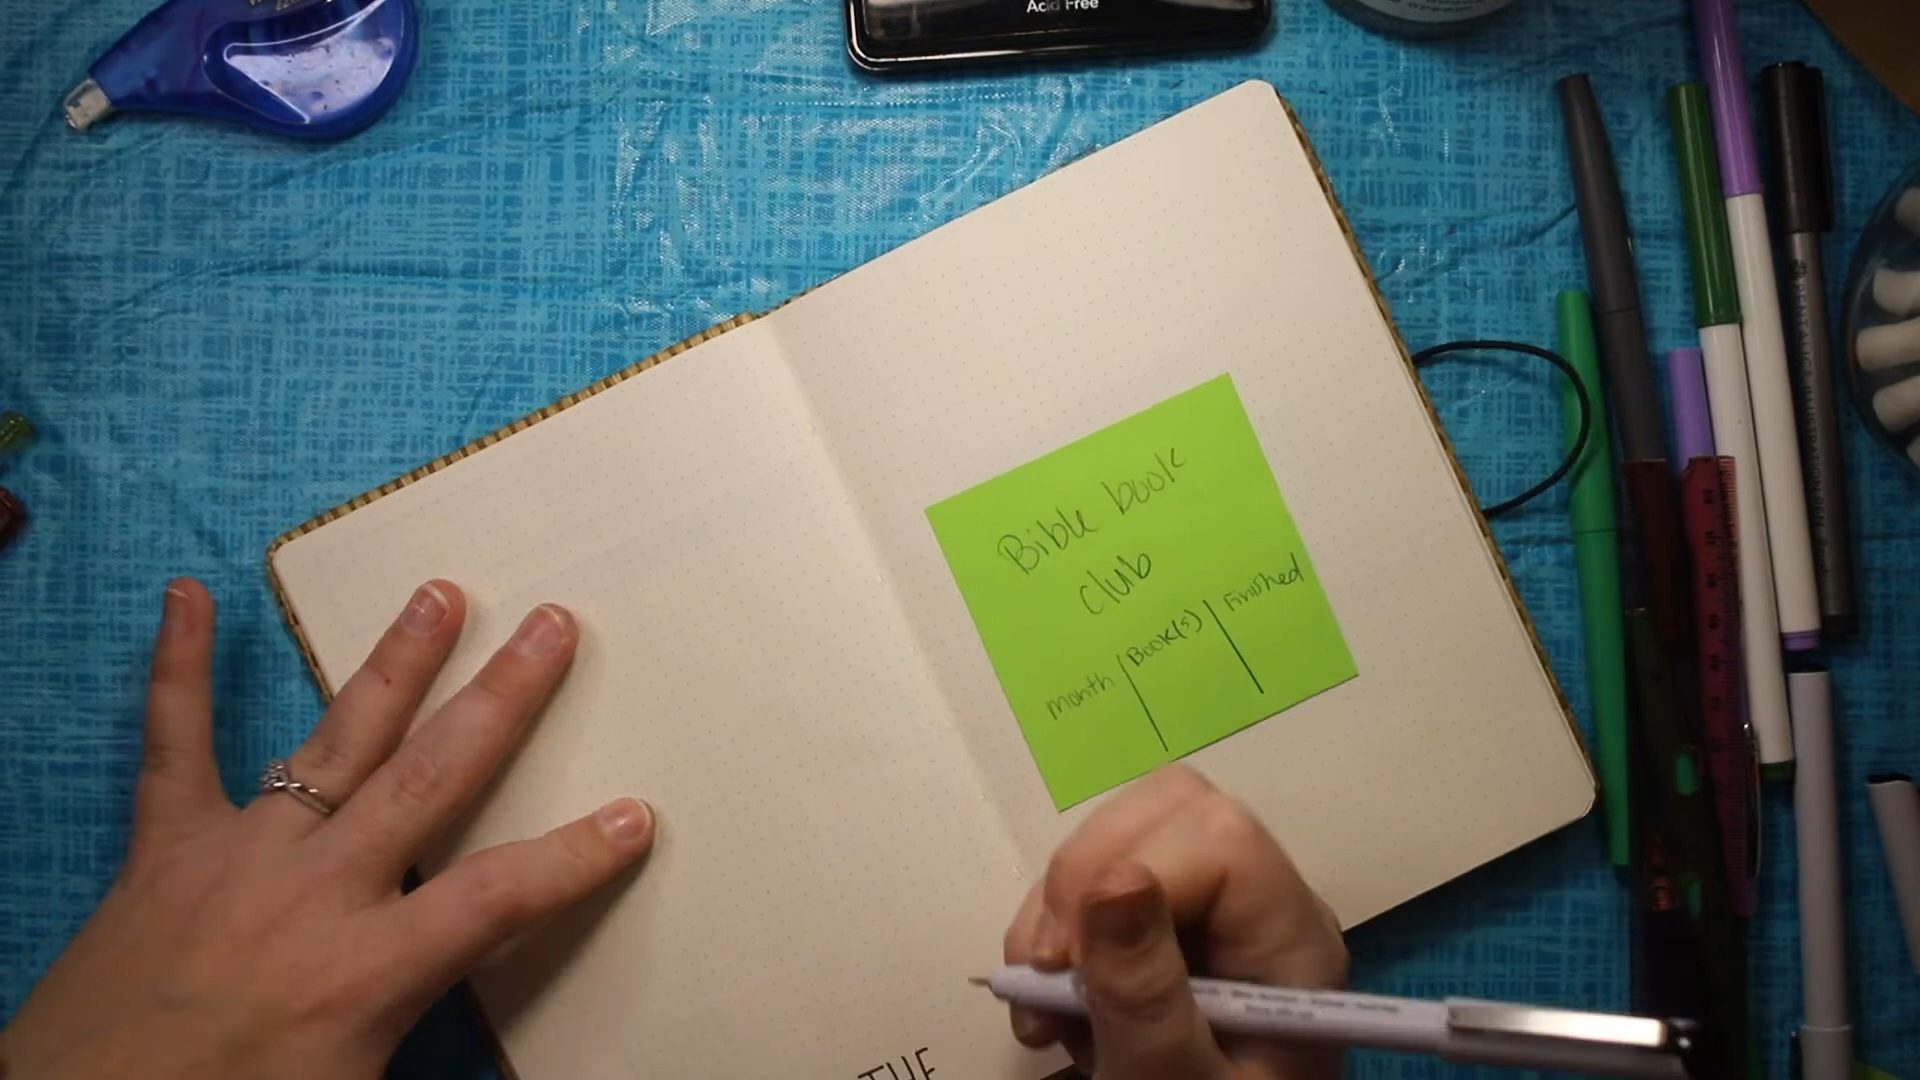 Acid Free
Bible book
club
month | Book(s) | Finished
THE